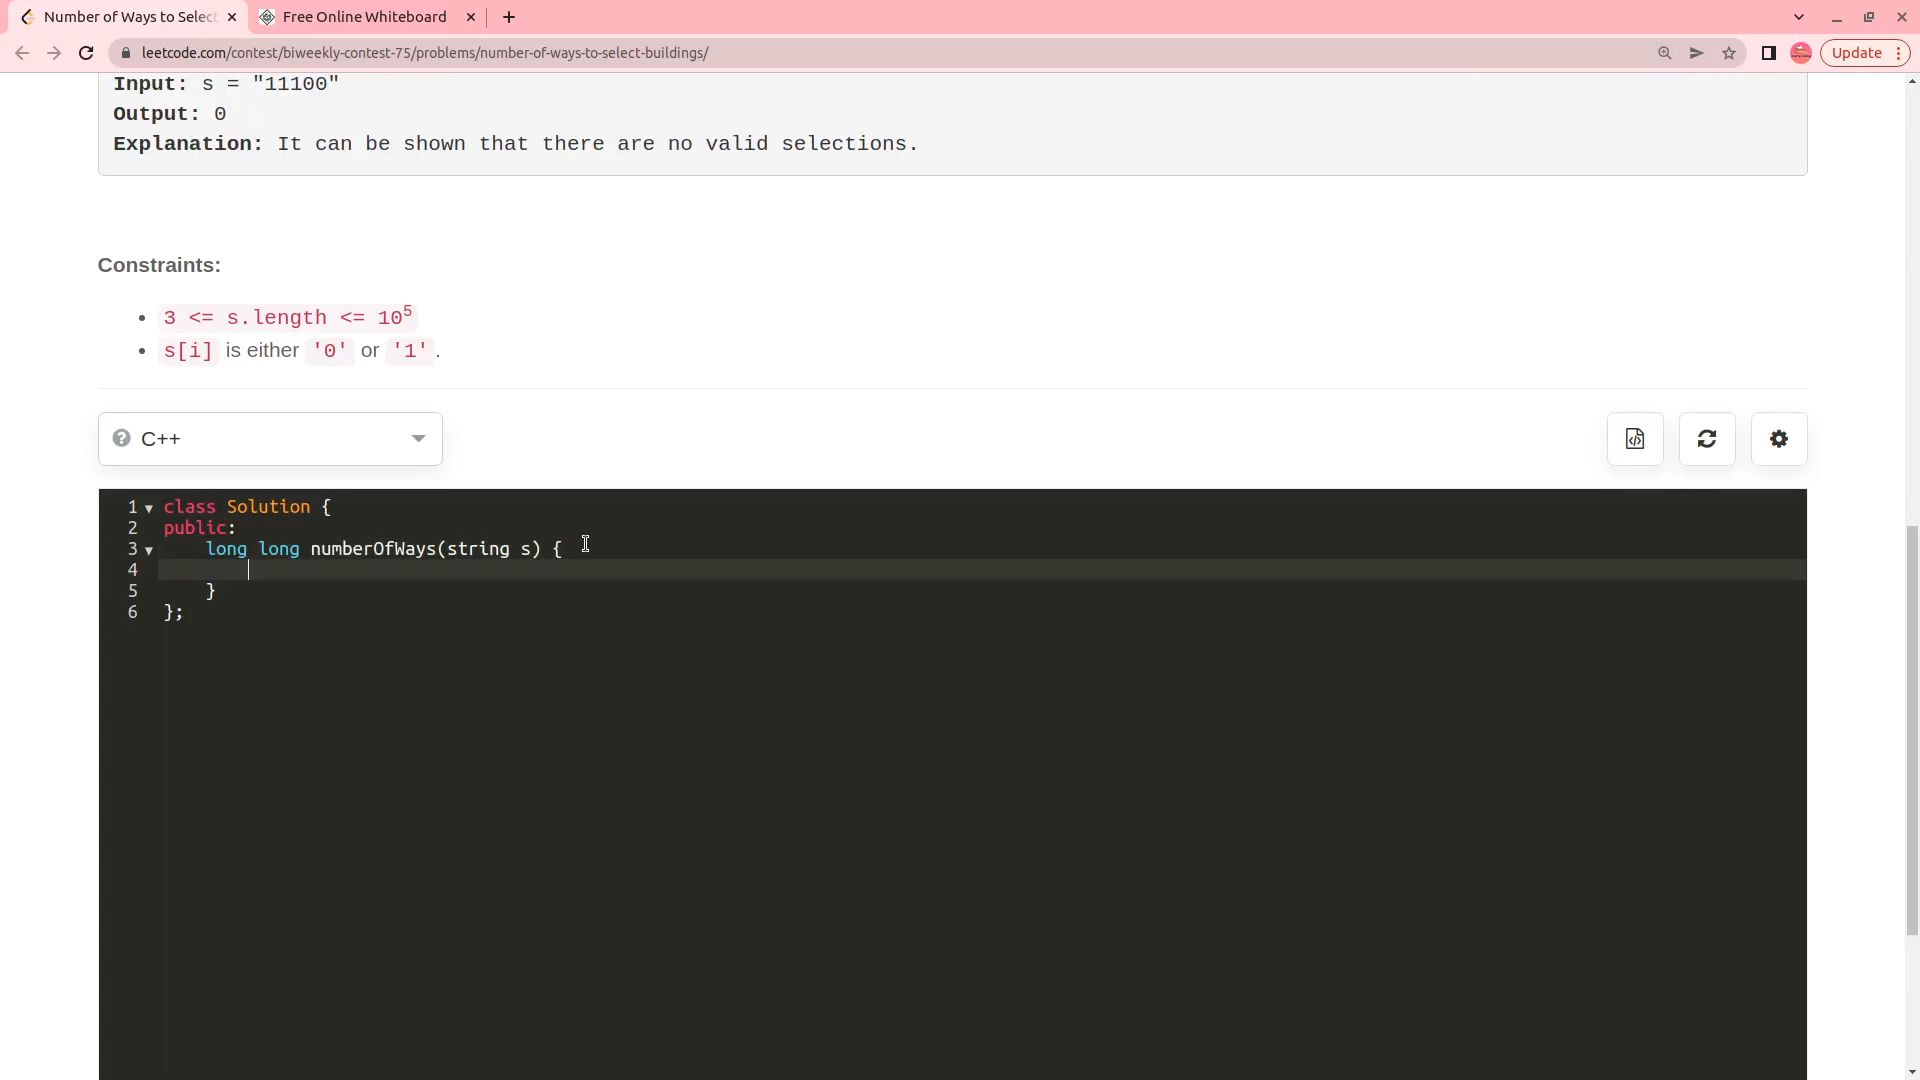 Number of Ways to Select
Free Online Whiteboard
leetcode.com/contest/biweekly-contest-75/problems/number-of-ways-to-select-buildings/
Update
Input: s = "11100"
Output: 0
Explanation: It can be shown that there are no valid selections.
Constraints:
3 <= s.length <= 10^5
s[i] is either '0' or '1'.
C++
1 class Solution {
2 public:
3     long long numberOfWays(string s) {
4
5     }
6 };